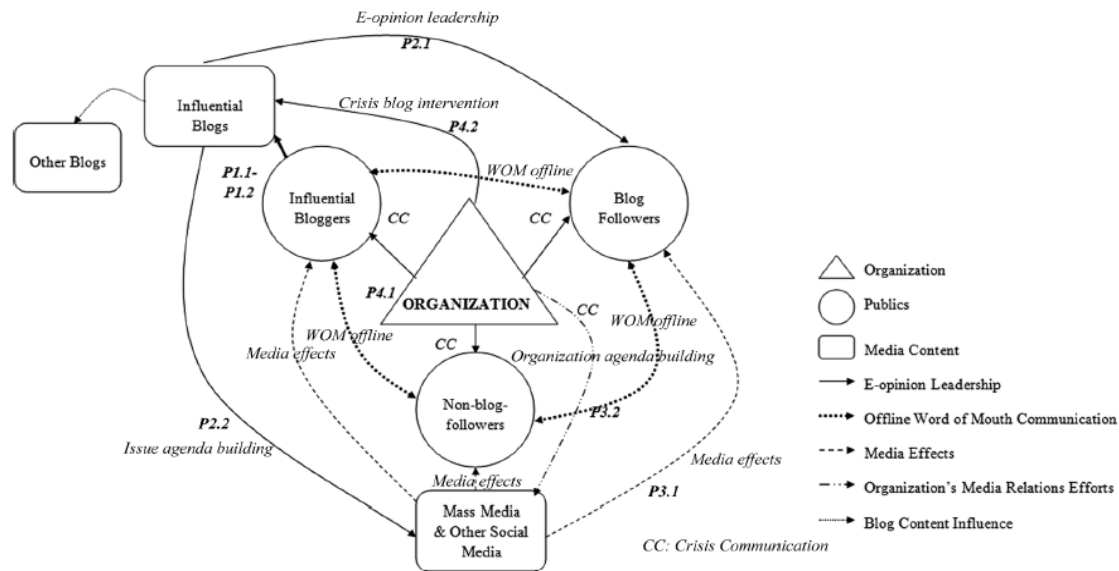 E-opinion leadership
P2.1
Influential
Blogs
Crisis blog intervention
P4.2
Other Blogs
P1.1-
P1.2
Influential
Bloggers
WOM offline
Blog
Followers
CC
CC
P4.1
ORGANIZATION
CC
WOM offline
WOM offline
Media effects
CC
Organization agenda building
Non-blog-
followers
P3.2
P2.2
Issue agenda building
Media effects
Media effects
P3.1
Mass Media
& Other Social
Media
CC: Crisis Communication
Organization
Publics
Media Content
E-opinion Leadership
Offline Word of Mouth Communication
Media Effects
Organization's Media Relations Efforts
Blog Content Influence